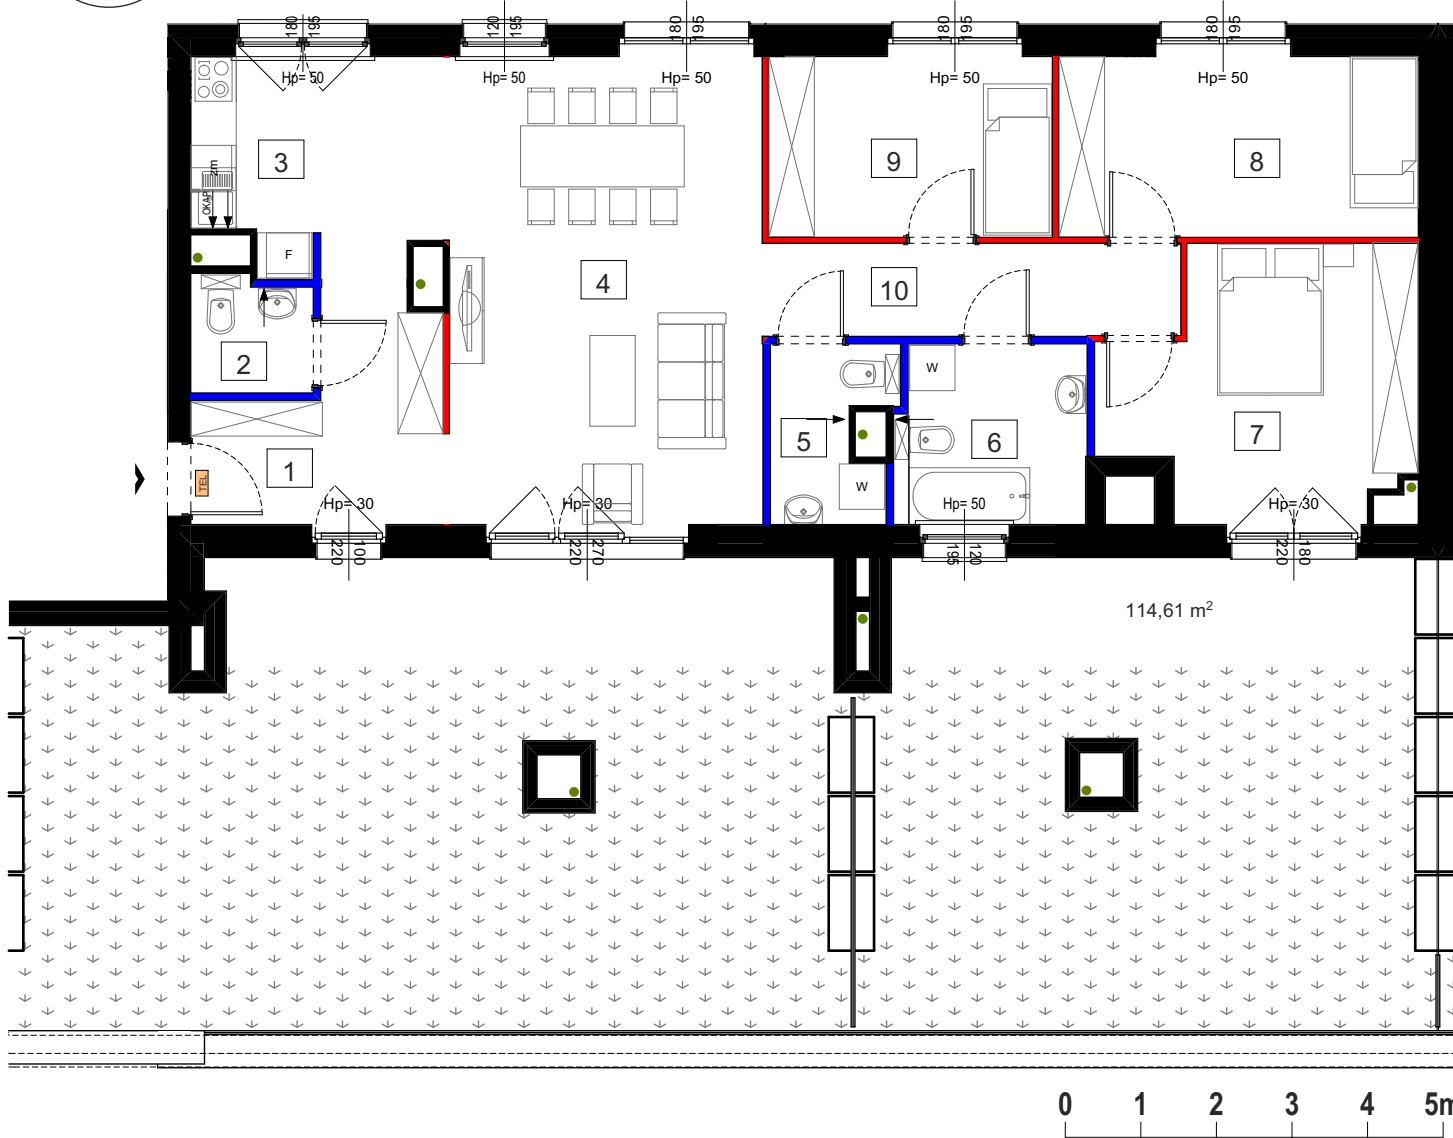 180 195
120 195
180 195
180 195
180 195
Hp= 50
Hp= 50
Hp= 50
Hp= 50
Hp= 50
3
9
8
zm
OKAP
F
4
10
2
W
5
6
7
1
TEL
W
Hp= 30
Hp= 30
Hp= 50
Hp= 30
220 100
220 270
195 120
220 180
114,61 m²
0 1 2 3 4 5m